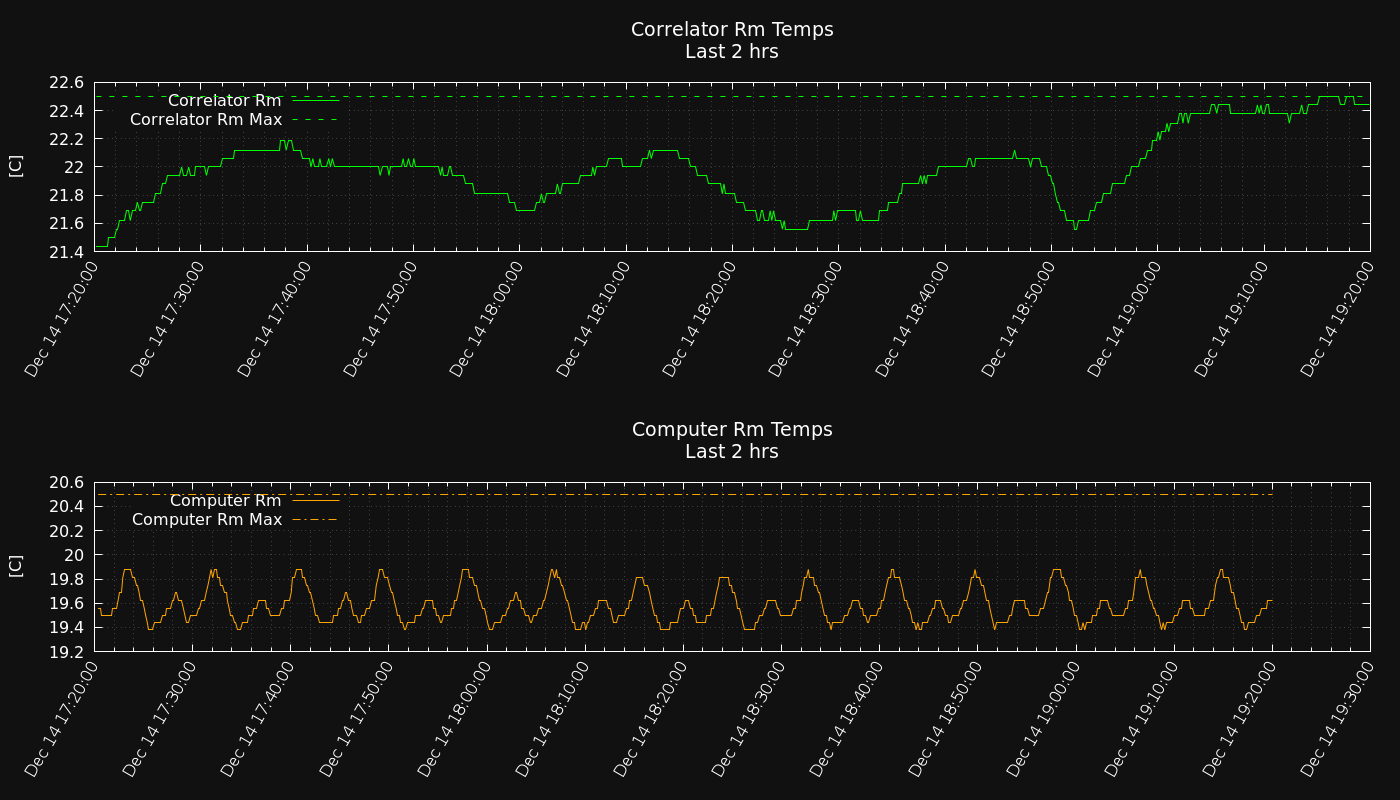 Correlator Rm Temps
Last 2 hrs
22.6
22.4
22.2
22
21.8
21.6
21.4
[C]
Correlator Rm
Correlator Rm Max
Dec 14 17:20:00
Dec 14 17:30:00
Dec 14 17:40:00
Dec 14 17:50:00
Dec 14 18:00:00
Dec 14 18:10:00
Dec 14 18:20:00
Dec 14 18:30:00
Dec 14 18:40:00
Dec 14 18:50:00
Dec 14 19:00:00
Dec 14 19:10:00
Dec 14 19:20:00
Computer Rm Temps
Last 2 hrs
20.6
20.4
20.2
20
19.8
19.6
19.4
19.2
[C]
Computer Rm
Computer Rm Max
Dec 14 17:20:00
Dec 14 17:30:00
Dec 14 17:40:00
Dec 14 17:50:00
Dec 14 18:00:00
Dec 14 18:10:00
Dec 14 18:20:00
Dec 14 18:30:00
Dec 14 18:40:00
Dec 14 18:50:00
Dec 14 19:00:00
Dec 14 19:10:00
Dec 14 19:20:00
Dec 14 19:30:00